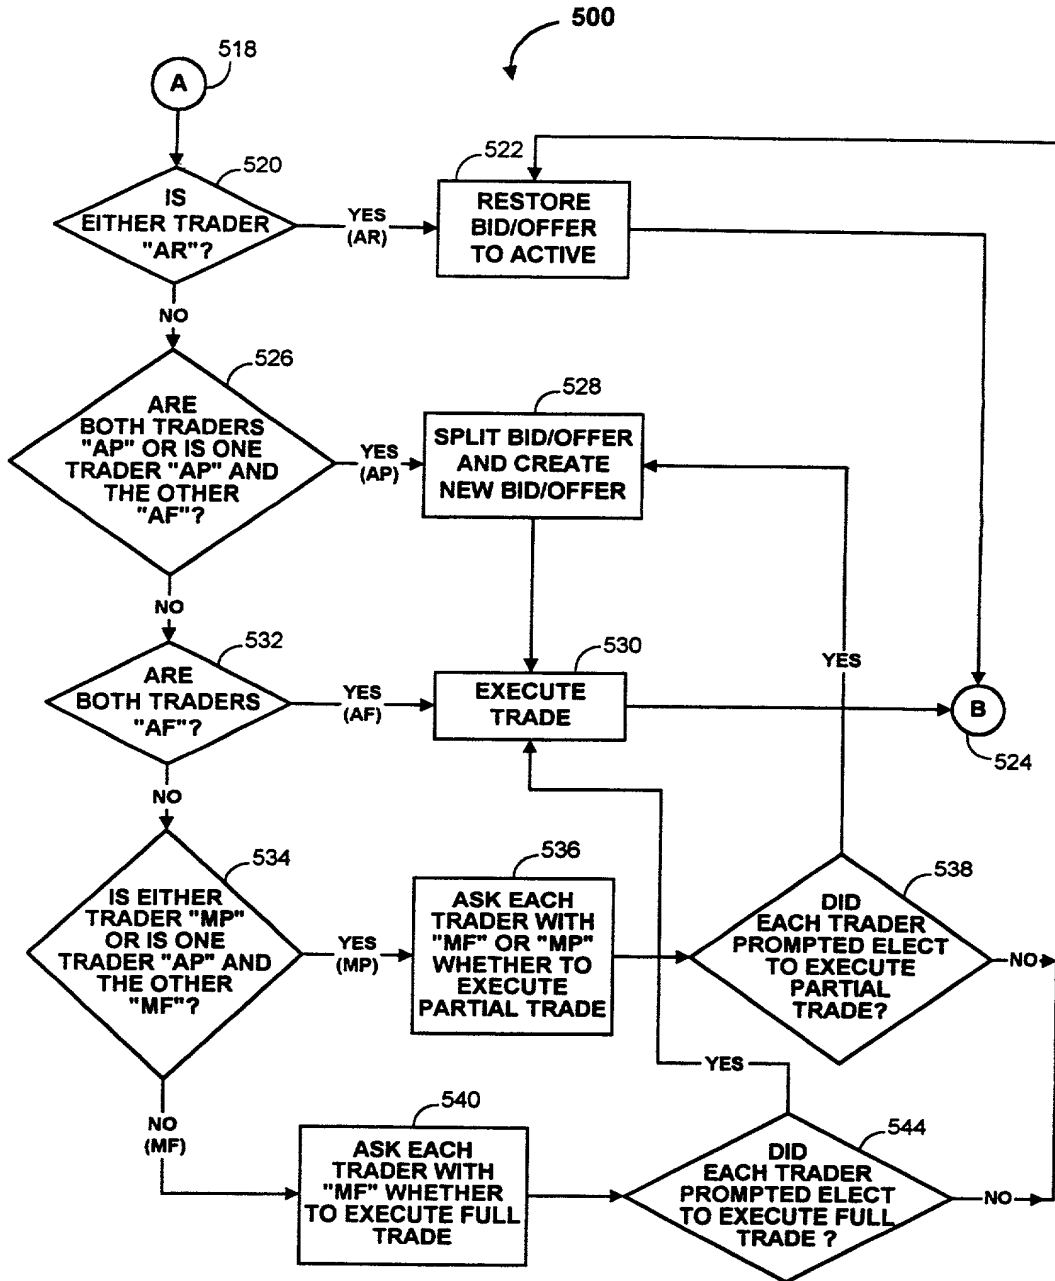 500
518
A
520
IS
EITHER TRADER
"AR"?
YES
(AR)
522
RESTORE
BID/OFFER
TO ACTIVE
NO
526
ARE
BOTH TRADERS
"AP" OR IS ONE
TRADER "AP" AND
THE OTHER
"AF"?
YES
(AP)
528
SPLIT BID/OFFER
AND CREATE
NEW BID/OFFER
NO
532
ARE
BOTH TRADERS
"AF"?
YES
(AF)
530
EXECUTE
TRADE
YES
B
524
NO
534
IS EITHER
TRADER "MP"
OR IS ONE
TRADER "AP" AND
THE OTHER
"MF"?
YES
(MP)
536
ASK EACH
TRADER WITH
"MF" OR "MP"
WHETHER TO
EXECUTE
PARTIAL TRADE
538
DID
EACH TRADER
PROMPTED ELECT
TO EXECUTE
PARTIAL
TRADE?
NO
YES
NO
(MF)
540
ASK EACH
TRADER WITH
"MF" WHETHER
TO EXECUTE FULL
TRADE
544
DID
EACH TRADER
PROMPTED ELECT
TO EXECUTE FULL
TRADE ?
NO